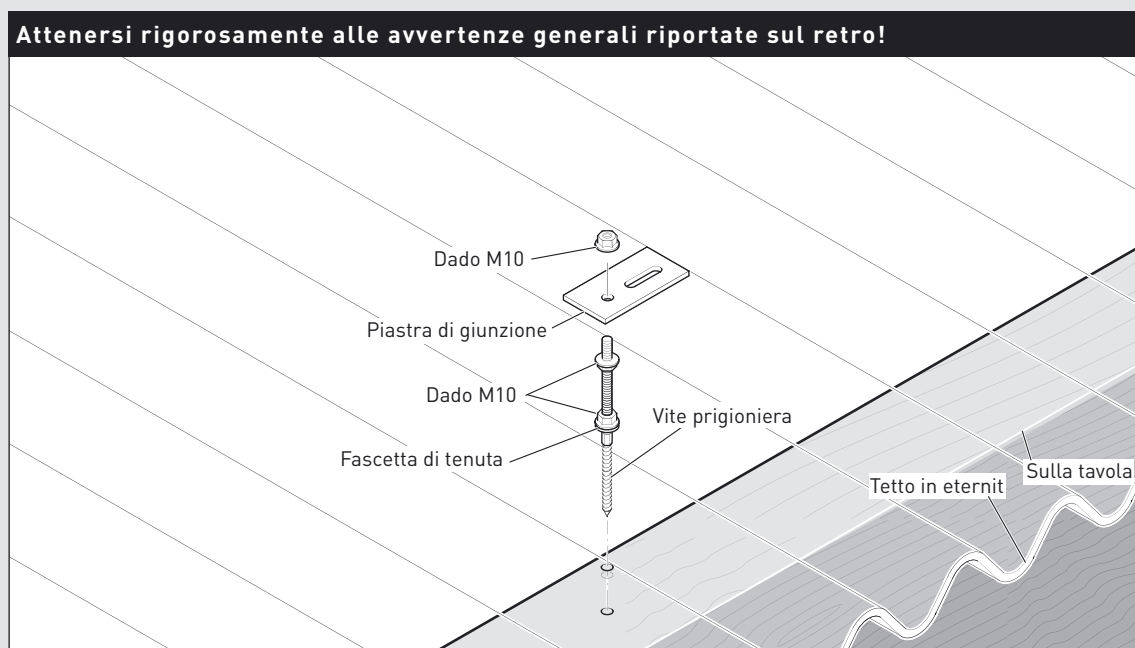 Attenersi rigorosamente alle avvertenze generali riportate sul retro!
Dado M10
Piastra di giunzione
Dado M10
Vite prigioniera
Fascetta di tenuta
Sulla tavola
Tetto in eternit